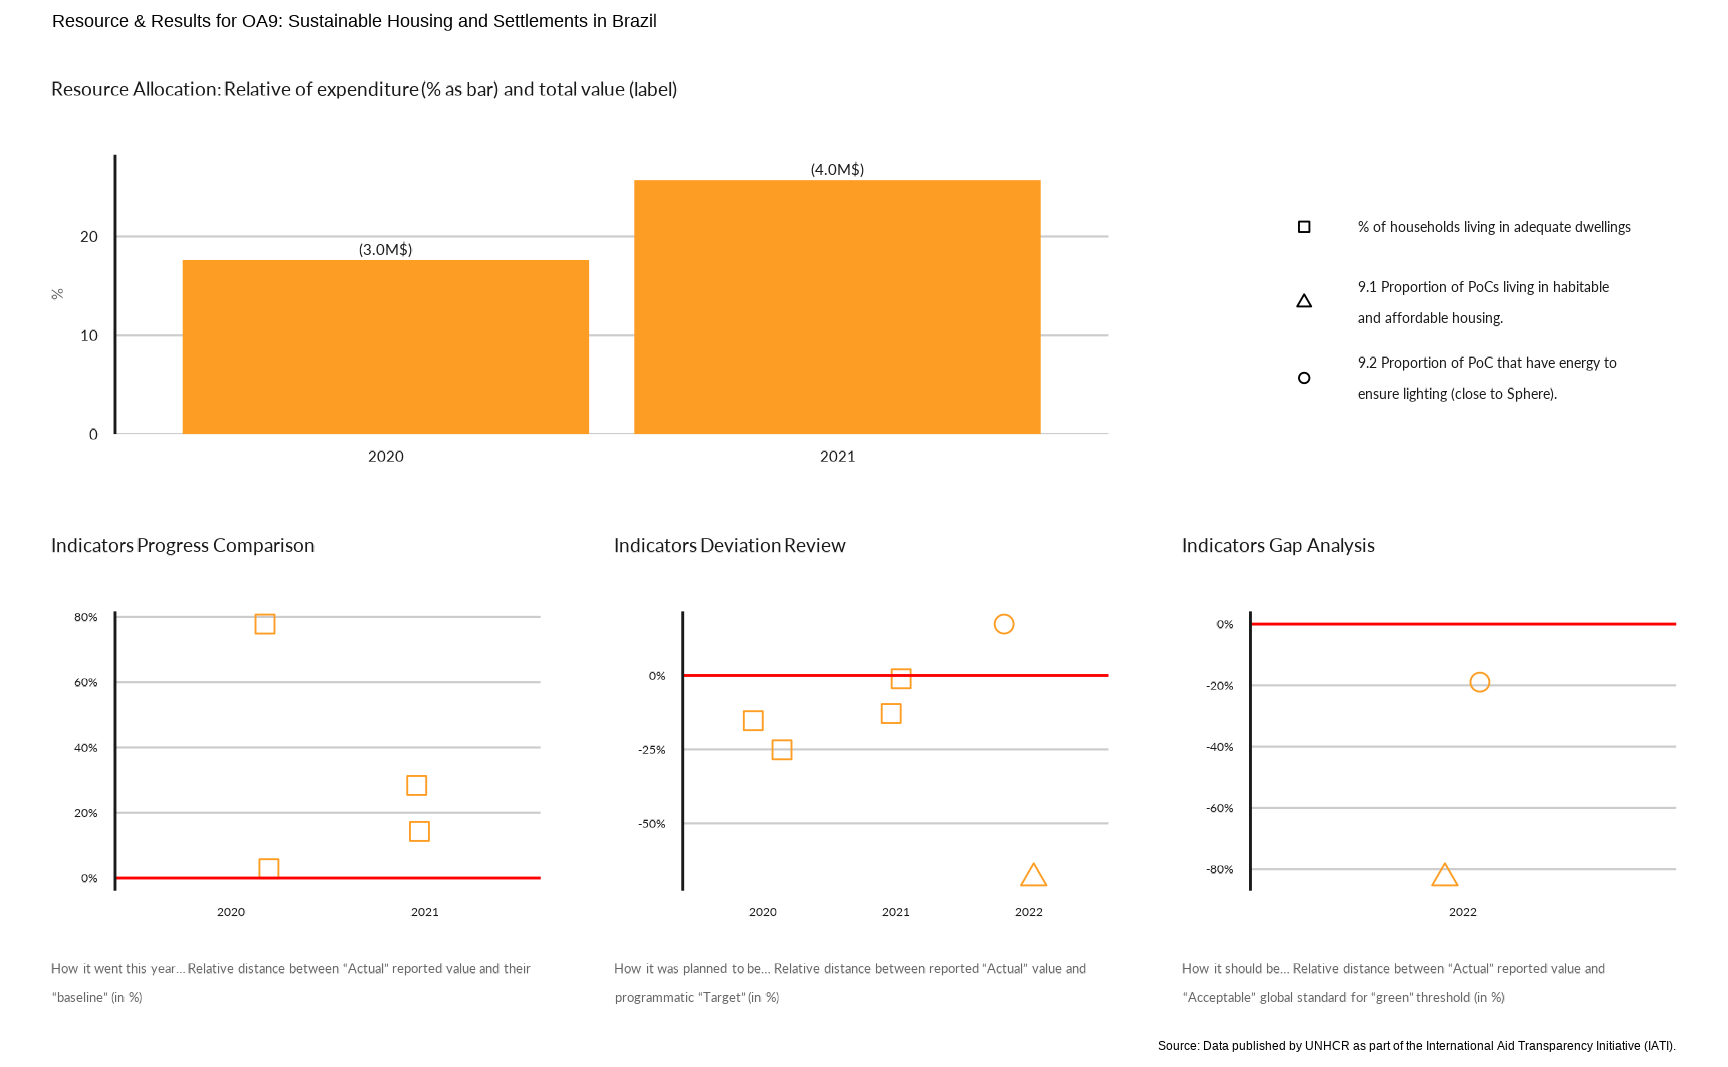 Resource & Results for OA9: Sustainable Housing and Settlements in Brazil
Resource Allocation: Relative of expenditure (% as bar) and total value (label)
(4.0M$)
(3.0M$)
20
10
0
%
2020
2021
% of households living in adequate dwellings
9.1 Proportion of PoCs living in habitable
and affordable housing.
9.2 Proportion of PoC that have energy to
ensure lighting (close to Sphere).
Indicators Progress Comparison
80%
60%
40%
20%
0%
2020
2021
How it went this year... Relative distance between “Actual” reported value and their
“baseline” (in %)
Indicators Deviation Review
0%
-25%
-50%
2020
2021
2022
How it was planned to be... Relative distance between reported “Actual” value and
programmatic “Target” (in %)
Indicators Gap Analysis
0%
-20%
-40%
-60%
-80%
2022
How it should be... Relative distance between “Actual” reported value and
“Acceptable” global standard for “green” threshold (in %)
Source: Data published by UNHCR as part of the International Aid Transparency Initiative (IATI).